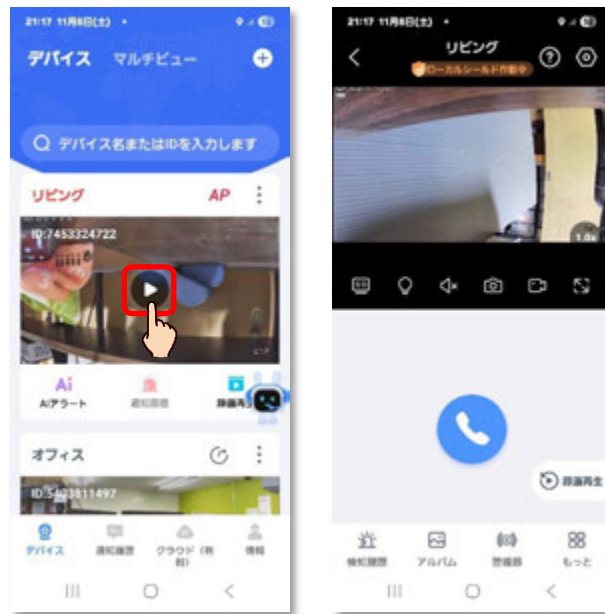 21:17 11月8日(土)
デバイス マルチビュー
デバイス名またはIDを入力します
リビング AP
ID:7453324722
Ai
AIアラート 通知履歴 録画再生
オフィス
ID:5403811497
デバイス 通知履歴 クラウド（有料） 情報
21:17 11月8日(土)
リビング
ローカルシールド作動中
1.0x
録画再生
検知履歴 アルバム 警報器 もっと